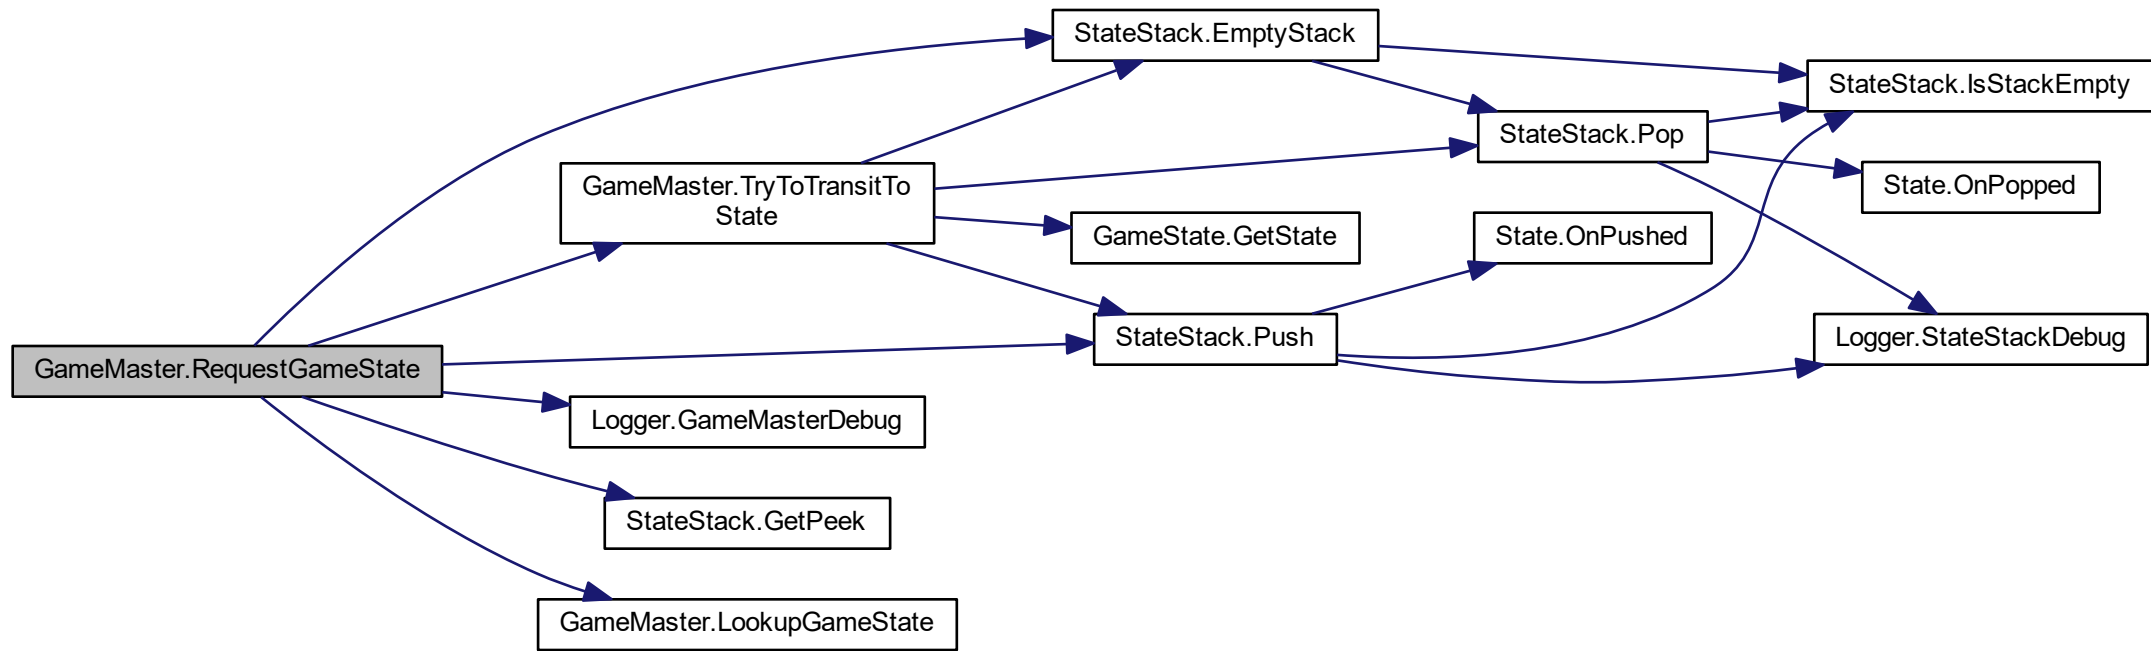 StateStack.EmptyStack
StateStack.IsStackEmpty
StateStack.Pop
GameMaster.TryToTransitTo
State
State.OnPopped
GameState.GetState
State.OnPushed
StateStack.Push
Logger.StateStackDebug
GameMaster.RequestGameState
Logger.GameMasterDebug
StateStack.GetPeek
GameMaster.LookupGameState